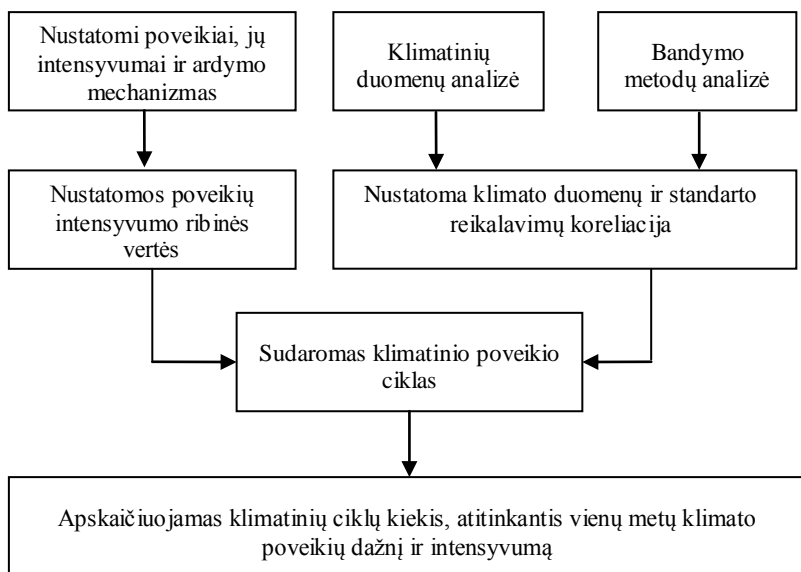 Nustatomi poveikiai, jų
intensyvumai ir ardymo
mechanizmas
Klimatinių
duomenų analizė
Bandymo
metodų analizė
Nustatomos poveikių
intensyvumo ribinės
vertės
Nustatoma klimato duomenų ir standarto
reikalavimų koreliacija
Sudaromas klimatinio poveikio
ciklas
Apskaičiuojamas klimatinių ciklų kiekis, atitinkantis vienų metų klimato
poveikių dažnį ir intensyvumą